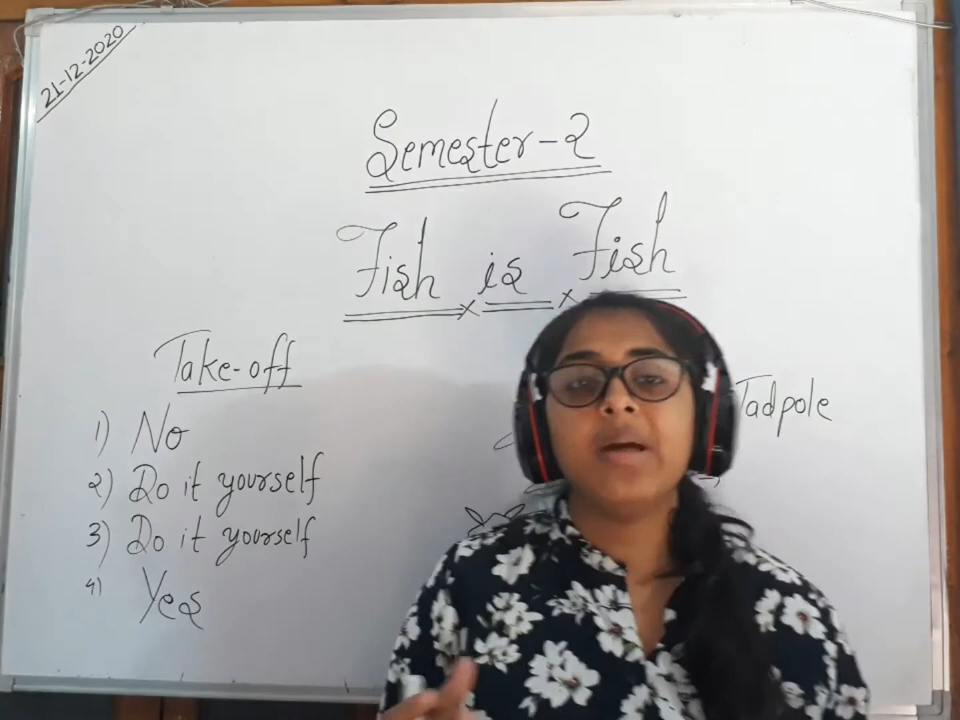 21-12-2020
Semester-2
Fish is Fish
Take-off
1) No
2) Do it yourself
3) Do it yourself
4) Yes
Tadpole